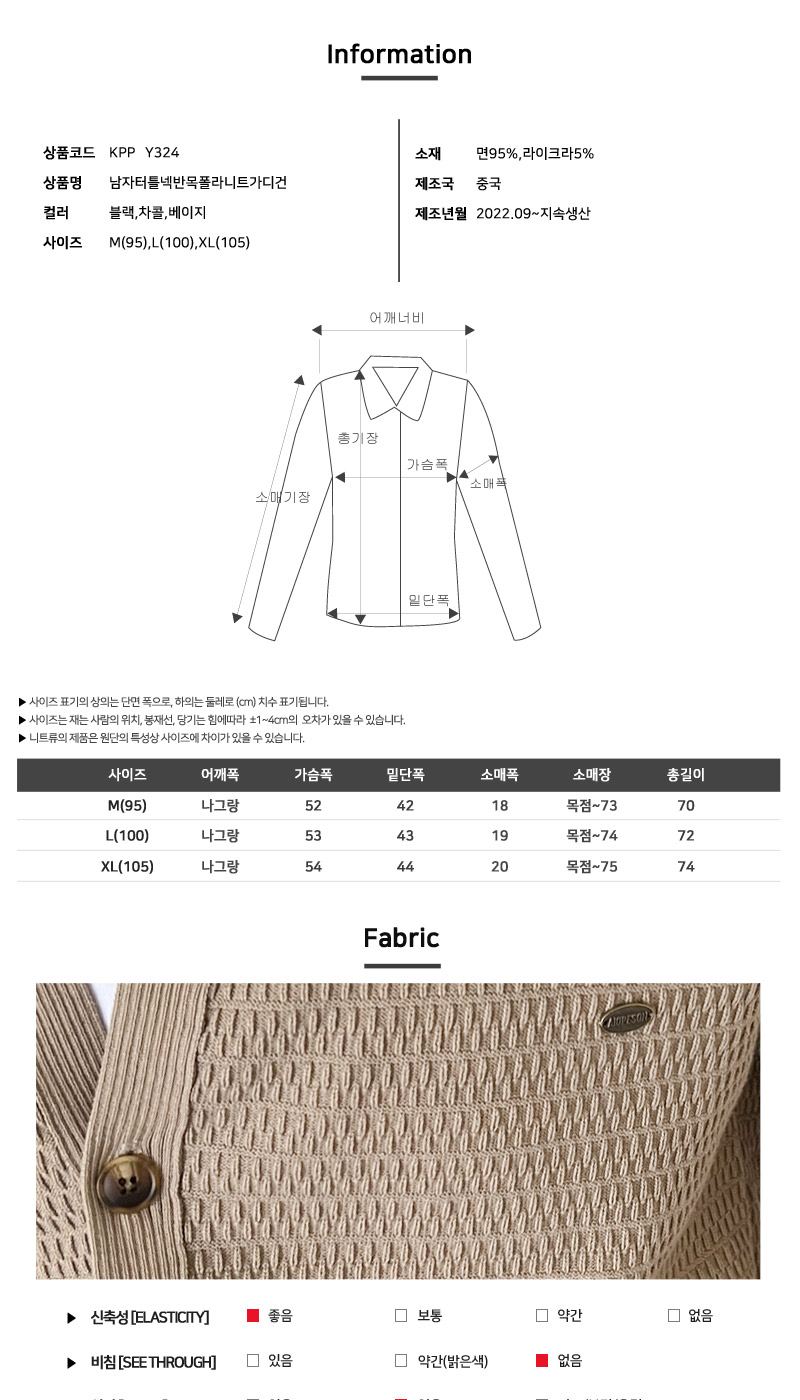 Information
상품코드 KPP Y324
상품명 남자터틀넥반목폴라니트가디건
컬러 블랙,차콜,베이지
사이즈 M(95),L(100),XL(105)
소재 면95%,라이크라5%
제조국 중국
제조년월 2022.09~지속생산
어깨너비
총기장
가슴폭
소매폭
소매기장
밑단폭
▶ 사이즈 표기의 상의는 단면 폭으로, 하의는 둘레로 (cm) 치수 표기됩니다.
▶ 사이즈는 재는 사람의 위치, 봉재선, 당기는 힘에따라 ±1~4cm의 오차가 있을 수 있습니다.
▶ 니트류의 제품은 원단의 특성상 사이즈에 차이가 있을 수 있습니다.
사이즈 어깨폭 가슴폭 밑단폭 소매폭 소매장 총길이
M(95) 나그랑 52 42 18 목점~73 70
L(100) 나그랑 53 43 19 목점~74 72
XL(105) 나그랑 54 44 20 목점~75 74
Fabric
▶ 신축성 [ELASTICITY] 좋음 보통 약간 없음
▶ 비침 [SEE THROUGH] 있음 약간(밝은색) 없음